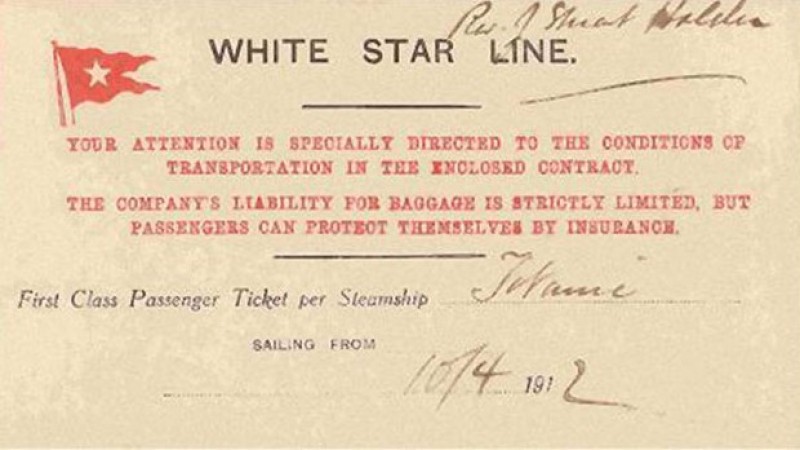 Rev. J Stuart Holden
WHITE STAR LINE.
YOUR ATTENTION IS SPECIALLY DIRECTED TO THE CONDITIONS OF
TRANSPORTATION IN THE ENCLOSED CONTRACT.
THE COMPANY'S LIABILITY FOR BAGGAGE IS STRICTLY LIMITED, BUT
PASSENGERS CAN PROTECT THEMSELVES BY INSURANCE.
First Class Passenger Ticket per Steamship Titanic
SAILING FROM
10/4 1912